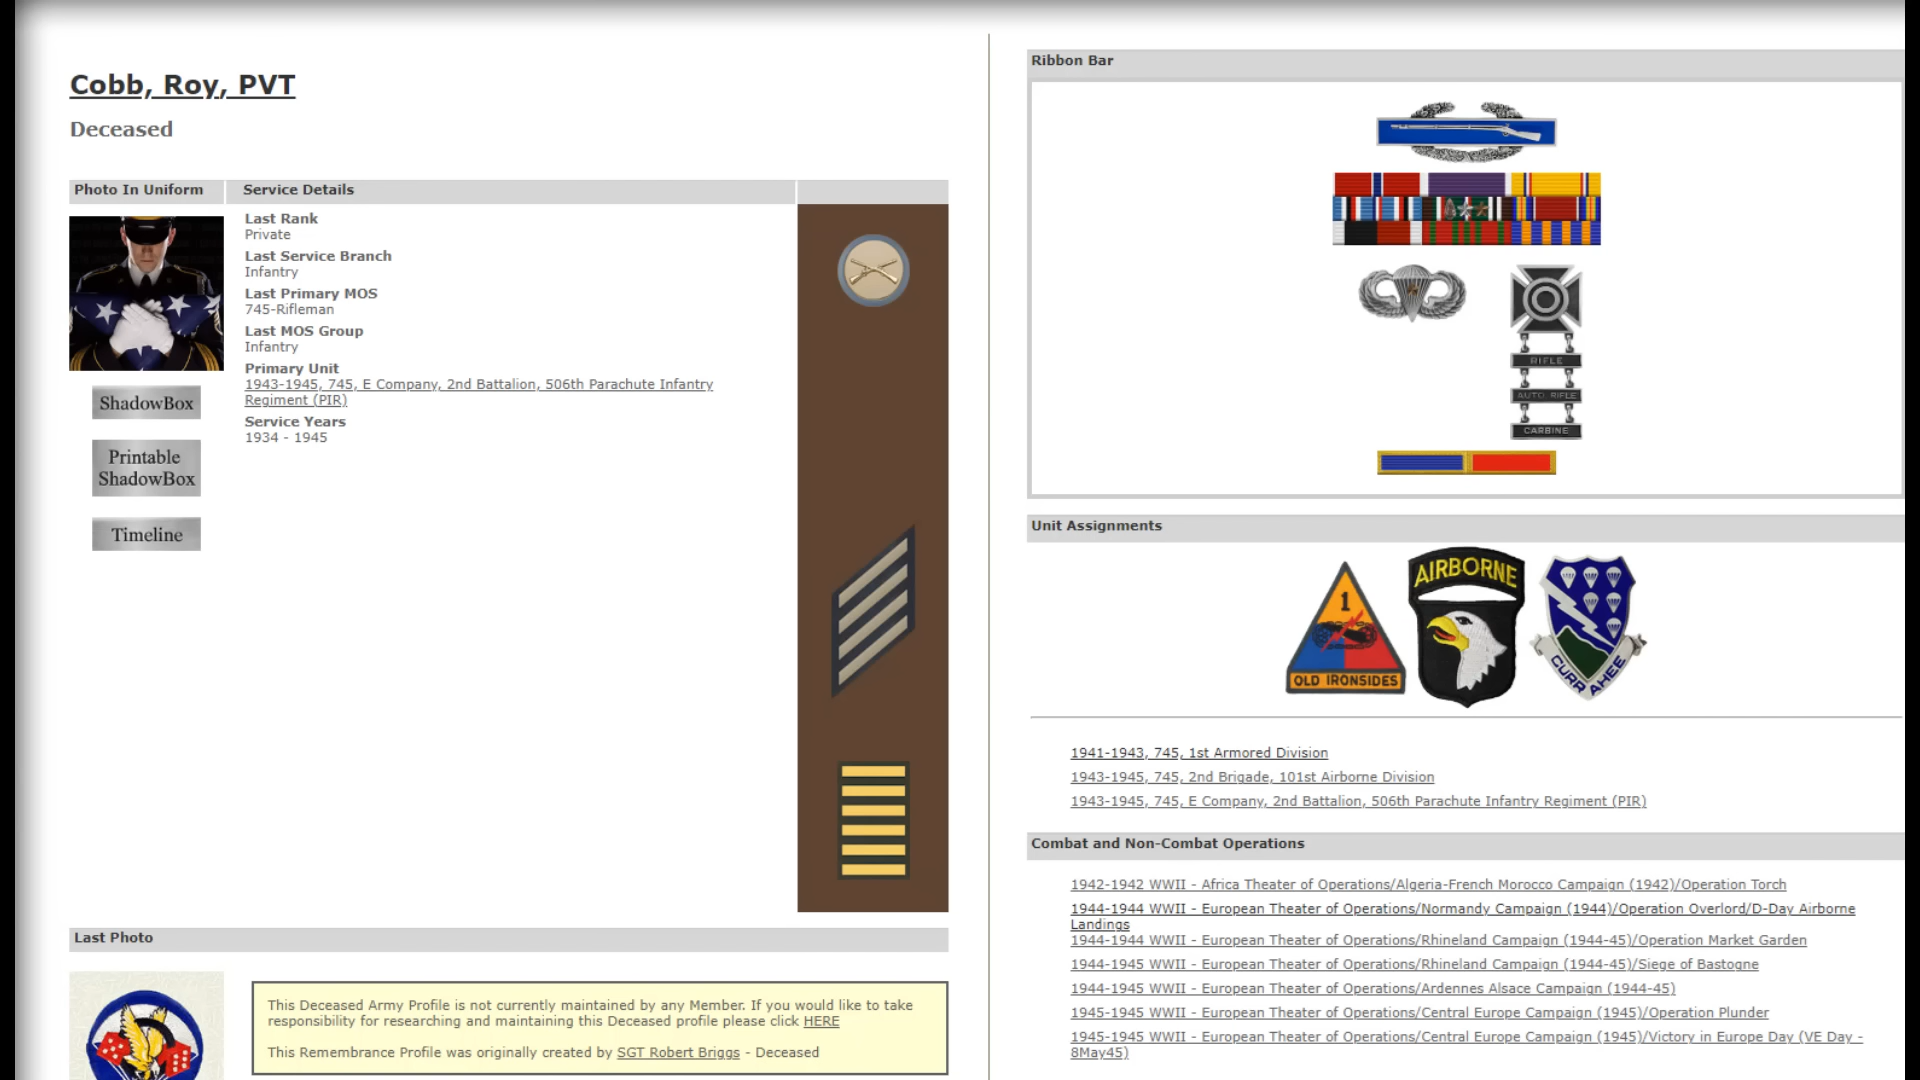 Cobb, Roy, PVT
Deceased
Photo In Uniform
Service Details
Last Rank
Private
Last Service Branch
Infantry
Last Primary MOS
745-Rifleman
Last MOS Group
Infantry
Primary Unit
1943-1945, 745, E Company, 2nd Battalion, 506th Parachute Infantry
Regiment (PIR)
Service Years
1934 - 1945
ShadowBox
Printable
ShadowBox
Timeline
Last Photo
This Deceased Army Profile is not currently maintained by any Member. If you would like to take
responsibility for researching and maintaining this Deceased profile please click HERE
This Remembrance Profile was originally created by SGT Robert Briggs - Deceased
Ribbon Bar
RIFLE
AUTO RIFLE
CARBINE
Unit Assignments
1
OLD IRONSIDES
AIRBORNE
CURRAHEE
1941-1943, 745, 1st Armored Division
1943-1945, 745, 2nd Brigade, 101st Airborne Division
1943-1945, 745, E Company, 2nd Battalion, 506th Parachute Infantry Regiment (PIR)
Combat and Non-Combat Operations
1942-1942 WWII - Africa Theater of Operations/Algeria-French Morocco Campaign (1942)/Operation Torch
1944-1944 WWII - European Theater of Operations/Normandy Campaign (1944)/Operation Overlord/D-Day Airborne
Landings
1944-1944 WWII - European Theater of Operations/Rhineland Campaign (1944-45)/Operation Market Garden
1944-1945 WWII - European Theater of Operations/Rhineland Campaign (1944-45)/Siege of Bastogne
1944-1945 WWII - European Theater of Operations/Ardennes Alsace Campaign (1944-45)
1945-1945 WWII - European Theater of Operations/Central Europe Campaign (1945)/Operation Plunder
1945-1945 WWII - European Theater of Operations/Central Europe Campaign (1945)/Victory in Europe Day (VE Day -
8May45)